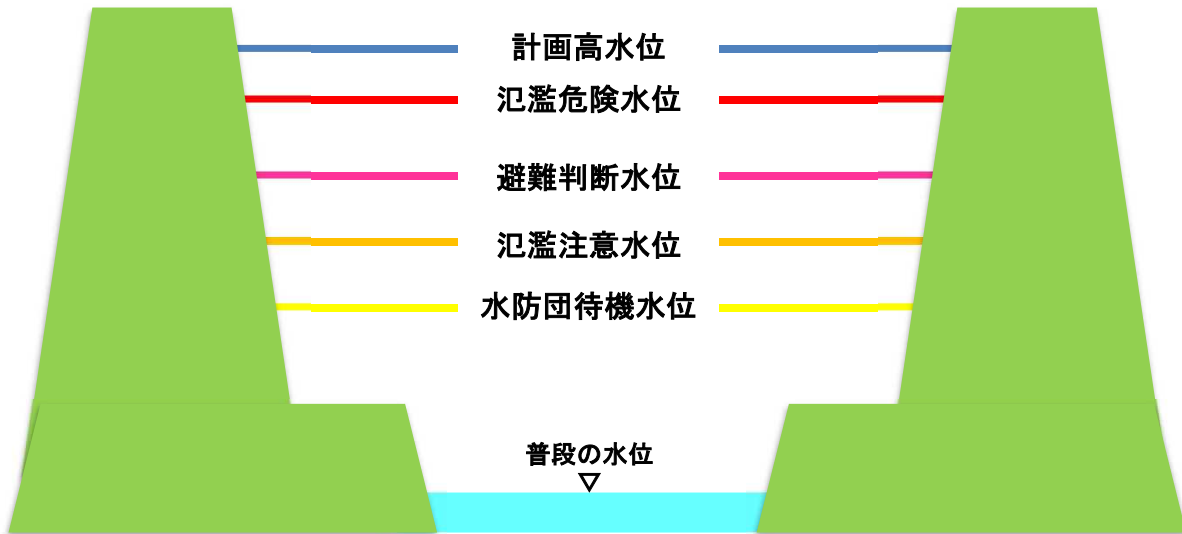 計画高水位
氾濫危険水位
避難判断水位
氾濫注意水位
水防団待機水位
普段の水位